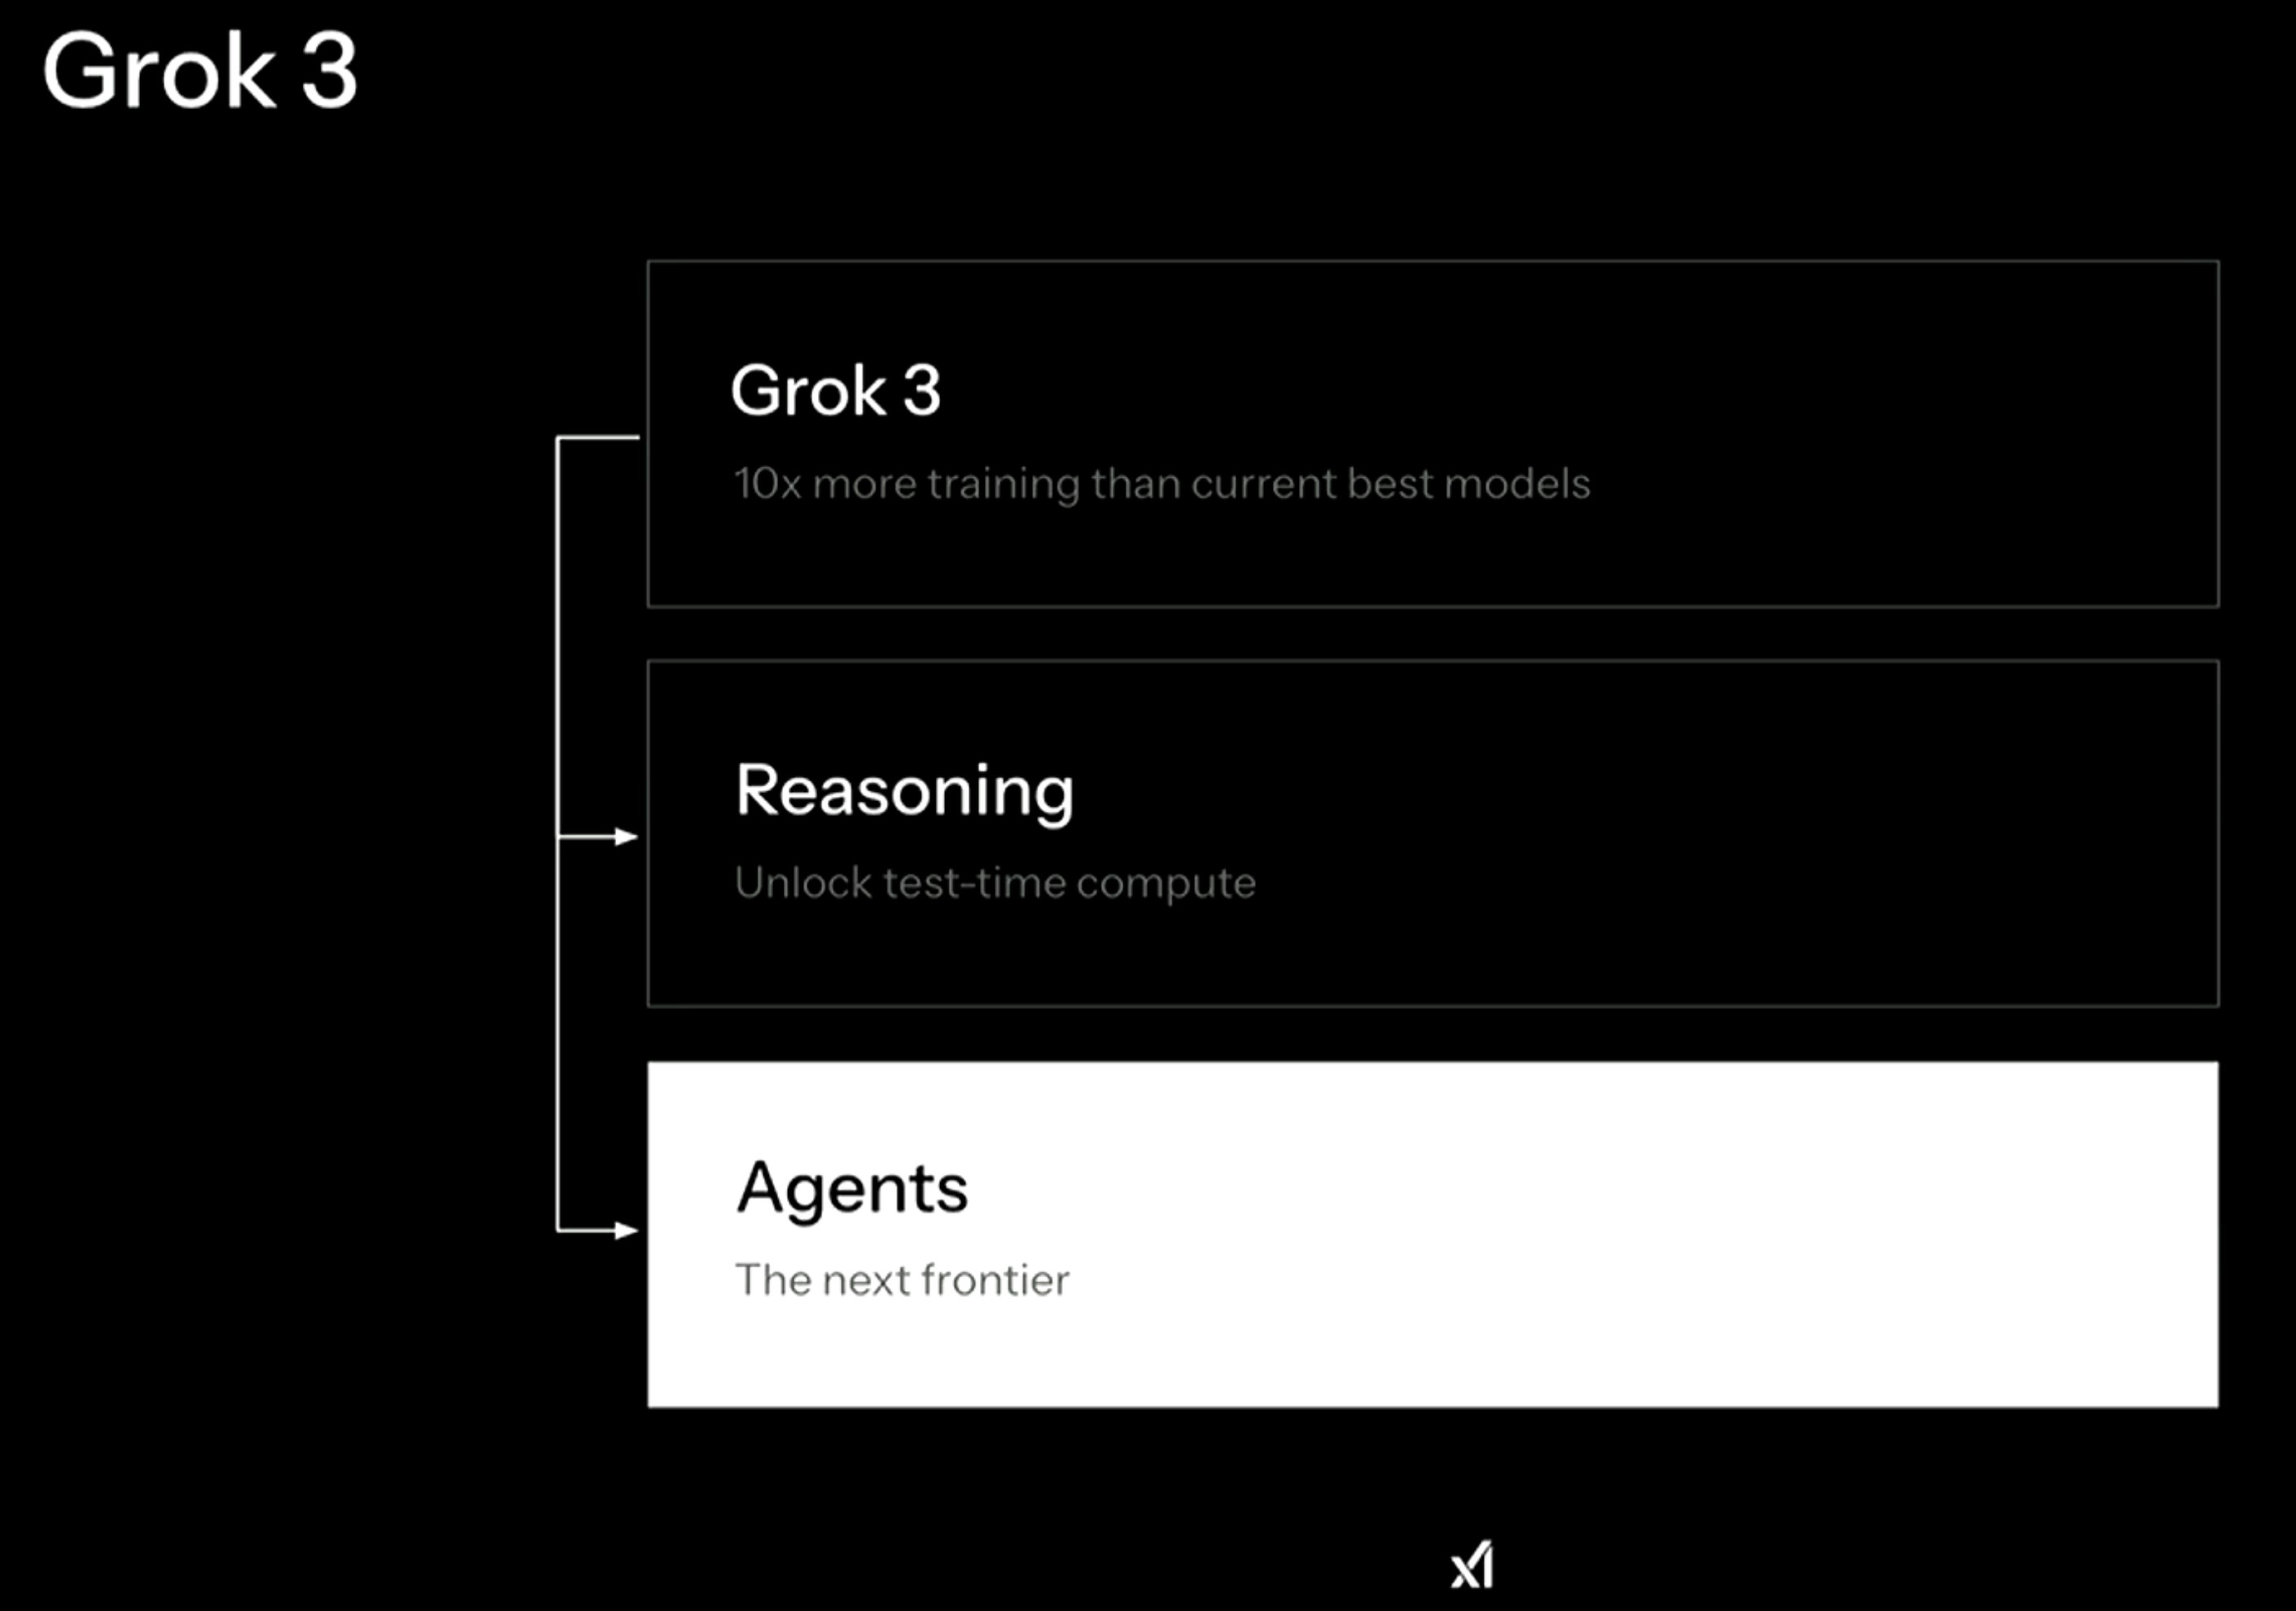 Grok 3
Grok 3
10x more training than current best models
Reasoning
Unlock test-time compute
Agents
The next frontier
xI